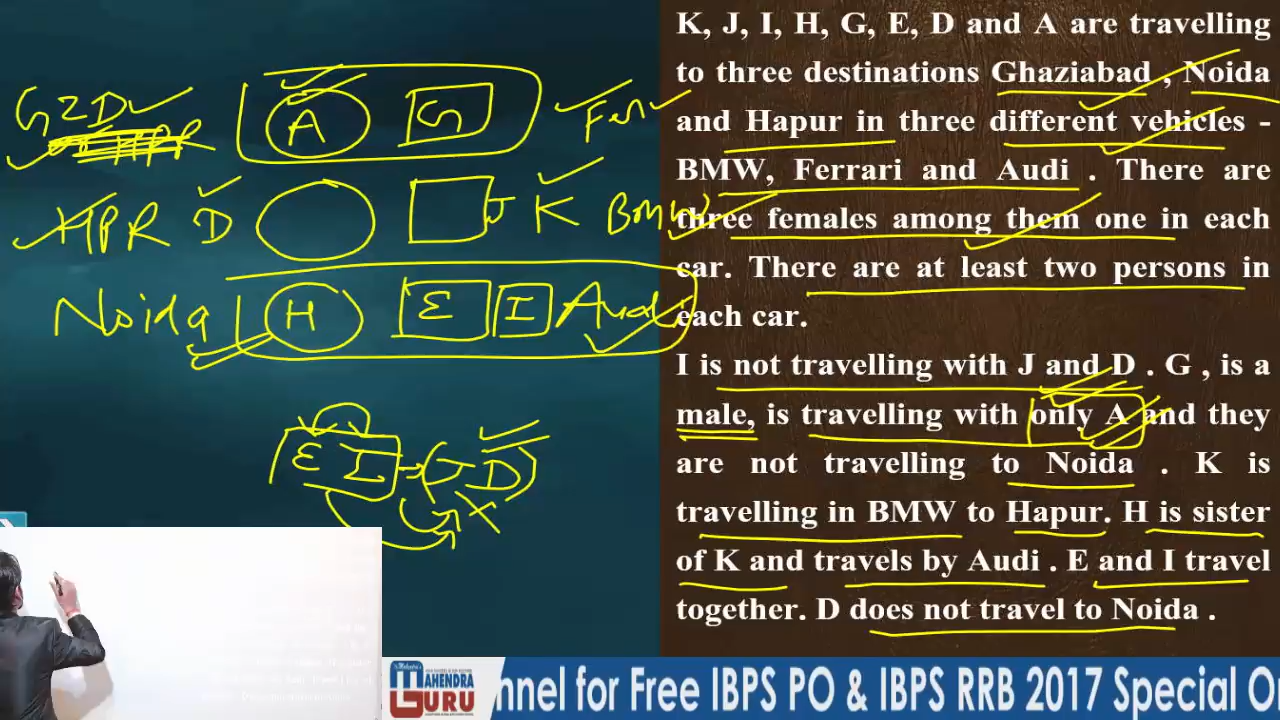 K, J, I, H, G, E, D and A are travelling
to three destinations Ghaziabad , Noida
and Hapur in three different vehicles -
BMW, Ferrari and Audi . There are
three females among them one in each
car. There are at least two persons in
each car.
I is not travelling with J and D . G , is a
male, is travelling with only A and they
are not travelling to Noida . K is
travelling in BMW to Hapur. H is sister
of K and travels by Audi . E and I travel
together. D does not travel to Noida .
GZD A G Ferr
HPR D J K BMW
Noida H E I Audi
E I
MAHENDRA
GURU
nnel for Free IBPS PO & IBPS RRB 2017 Special On